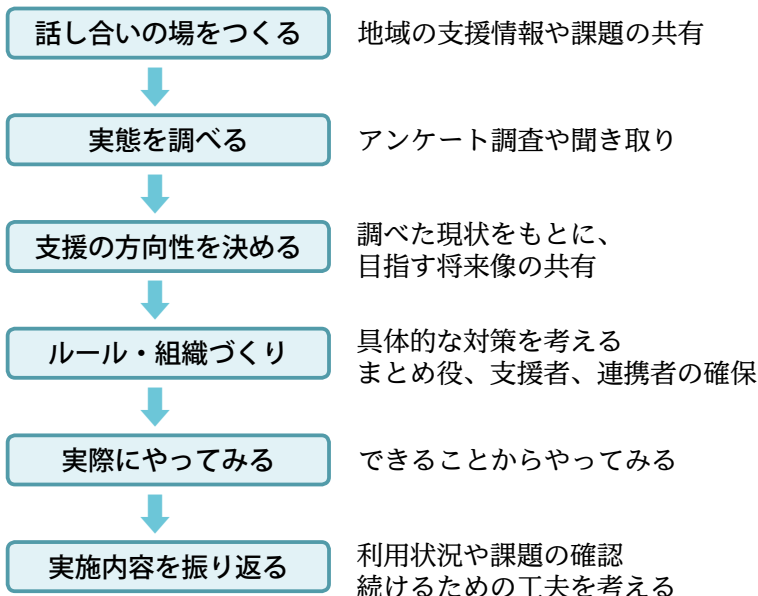 話し合いの場をつくる
地域の支援情報や課題の共有
実態を調べる
アンケート調査や聞き取り
支援の方向性を決める
調べた現状をもとに、
目指す将来像の共有
ルール・組織づくり
具体的な対策を考える
まとめ役、支援者、連携者の確保
実際にやってみる
できることからやってみる
実施内容を振り返る
利用状況や課題の確認
続けるための工夫を考える